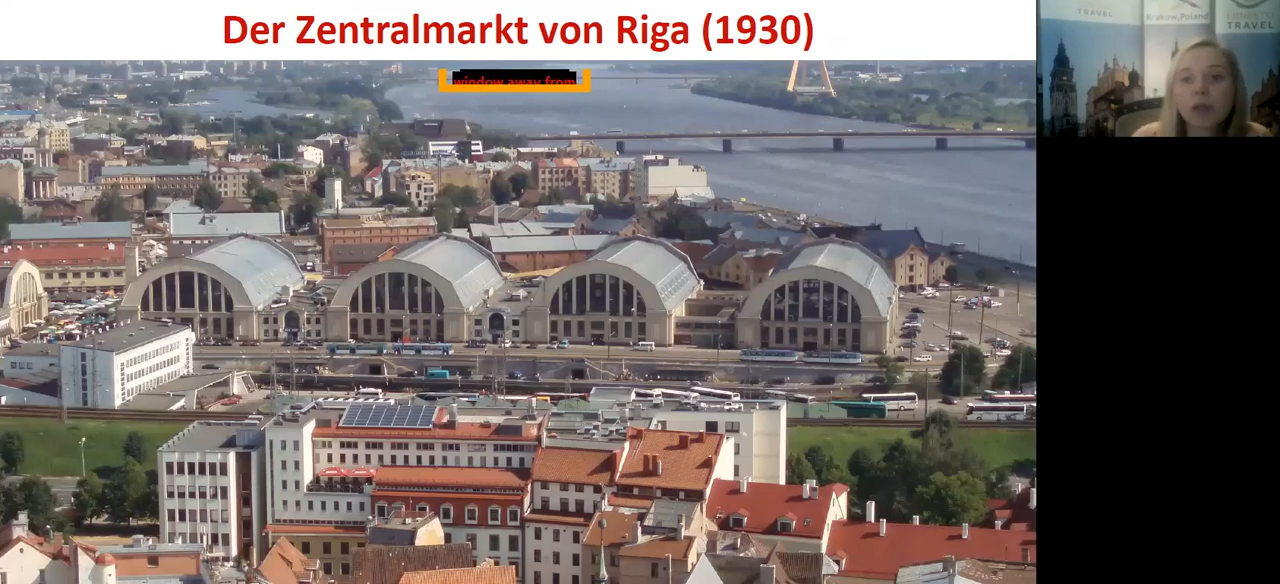 Der Zentralmarkt von Riga (1930)
window away from
TRAVEL
Krakow, Poland
TRAVEL